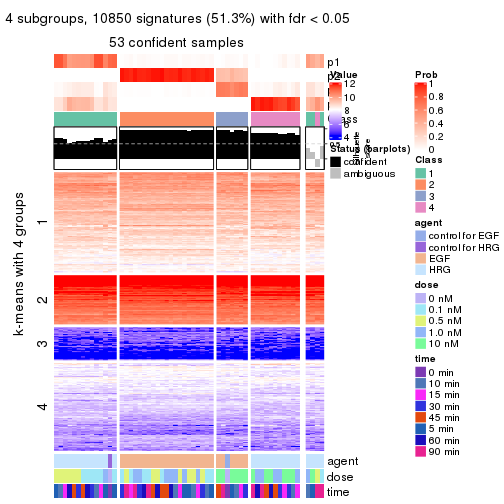 4 subgroups, 10850 signatures (51.3%) with fdr < 0.05
53 confident samples
p1
Value
12
10
8
6
4
Prob
1
0.8
0.6
0.4
0.2
0
Status (barplots)
confident
ambiguous
Class
1
2
3
4
agent
control for EGF
control for HRG
EGF
HRG
dose
0 nM
0.1 nM
0.5 nM
1.0 nM
10 nM
time
0 min
10 min
15 min
30 min
45 min
5 min
60 min
90 min
k-means with 4 groups
1
2
3
4
agent
dose
time